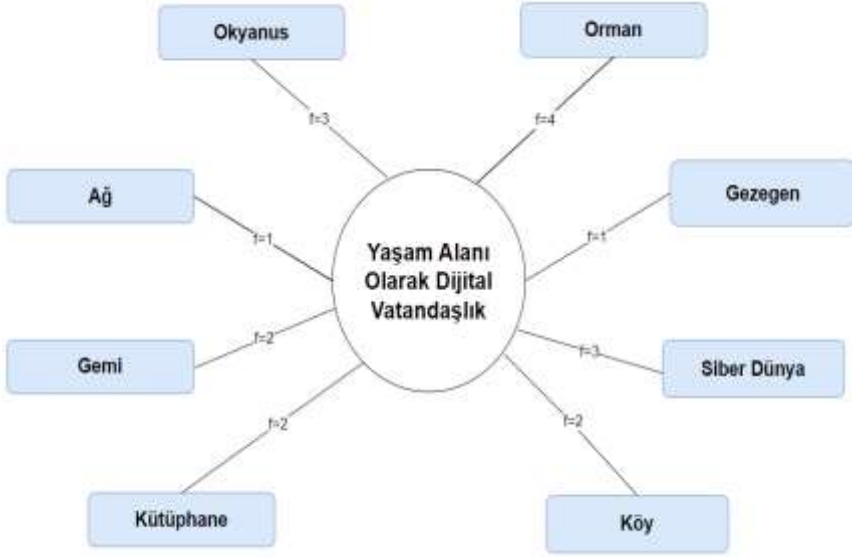 Okyanus
Orman
f=3
f=4
Ağ
Gezegen
f=1
f=1
Yaşam Alanı
Olarak Dijital
Vatandaşlık
Gemi
f=2
f=3
Siber Dünya
f=2
f=2
Kütüphane
Köy